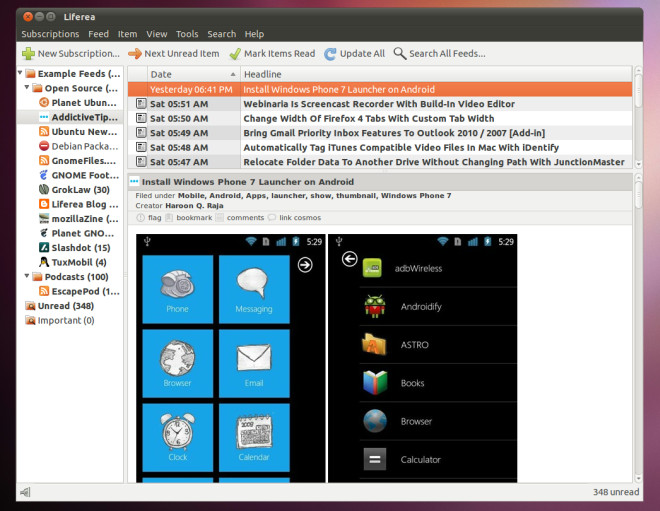 Liferea
Subscriptions Feed Item View Tools Search Help
New Subscription... Next Unread Item Mark Items Read Update All Search All Feeds...
Example Feeds (...
Open Source (...
Planet Ubun...
AddictiveTip...
Ubuntu New...
Debian Packa...
GnomeFiles....
GNOME Foot...
GrokLaw (30)
Liferea Blog ...
mozillaZine (...
Planet GNO...
Slashdot (15)
TuxMobil (4)
Podcasts (100)
EscapePod (1...
Unread (348)
Important (0)
Date Headline
Yesterday 06:41 PM Install Windows Phone 7 Launcher on Android
Sat 05:51 AM Webinaria Is Screencast Recorder With Build-In Video Editor
Sat 05:50 AM Change Width Of Firefox 4 Tabs With Custom Tab Width
Sat 05:49 AM Bring Gmail Priority Inbox Features To Outlook 2010 / 2007 [Add-in]
Sat 05:48 AM Automatically Tag iTunes Compatible Video Files In Mac With iDentify
Sat 05:47 AM Relocate Folder Data To Another Drive Without Changing Path With JunctionMaster
Install Windows Phone 7 Launcher on Android
Filed under Mobile, Android, Apps, launcher, show, thumbnail, Windows Phone 7
Creator Haroon Q. Raja
flag bookmark comments link cosmos
5:29
Phone Messaging
Browser Email
Clock Calendar
5:29
adbWireless
Androidify
ASTRO
Books
Browser
Calculator
348 unread